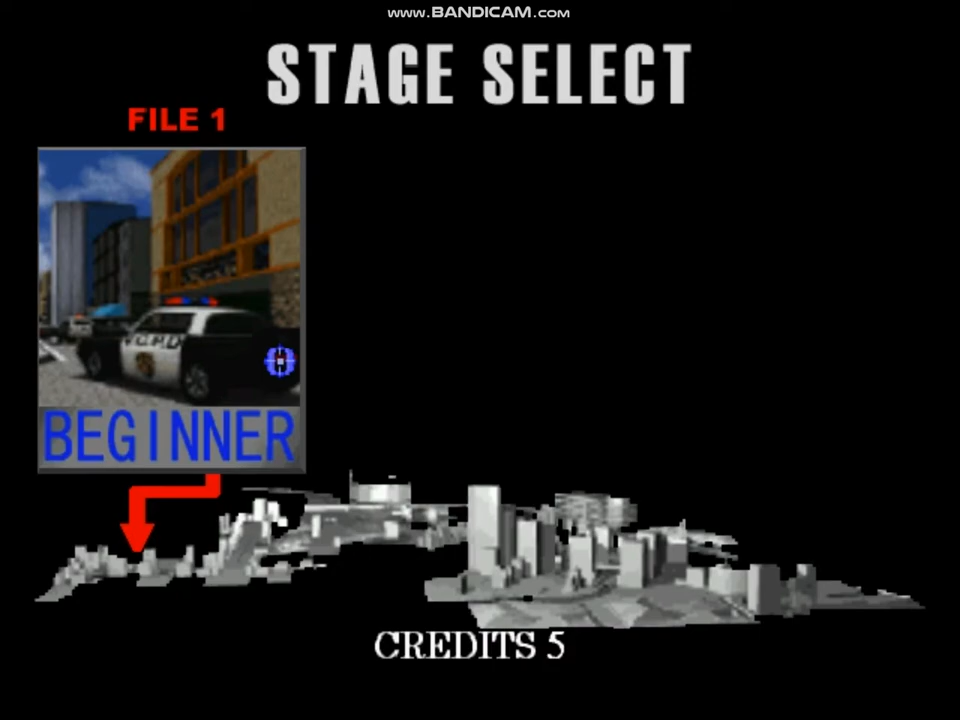 www.BANDICAM.com
STAGE SELECT
FILE 1
V.C.P.D
BEGINNER
CREDITS 5